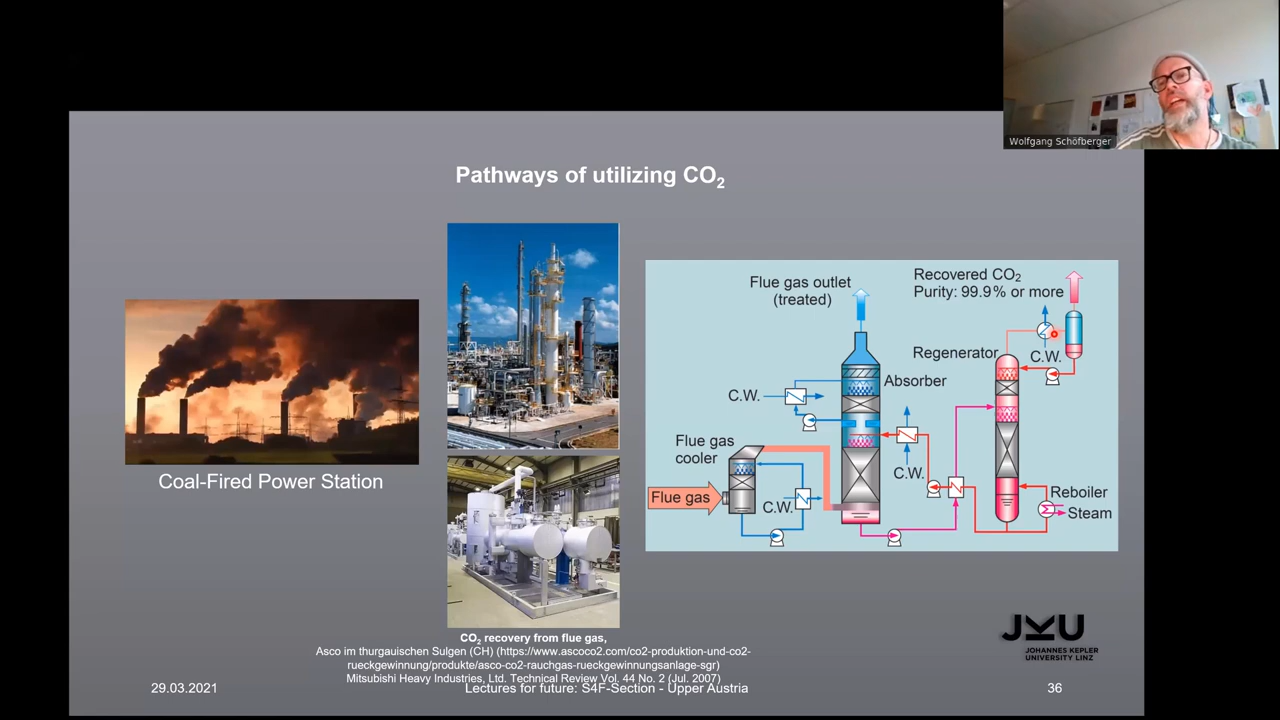 Wolfgang Schöfberger
Pathways of utilizing CO₂
Coal-Fired Power Station
Flue gas outlet
(treated)
Recovered CO₂
Purity: 99.9% or more
C.W.
Regenerator
Absorber
C.W.
Flue gas
cooler
C.W.
Flue gas
C.W.
Reboiler
Steam
CO₂ recovery from flue gas,
Asco im thurgauischen Sulgen (CH) (https://www.ascoco2.com/co2-produktion-und-co2-
rueckgewinnung/produkte/asco-co2-rauchgas-rueckgewinnungsanlage-sgr)
Mitsubishi Heavy Industries, Ltd. Technical Review Vol. 44 No. 2 (Jul. 2007)
JKU
JOHANNES KEPLER
UNIVERSITY LINZ
29.03.2021
Lectures for future: S4F-Section - Upper Austria
36